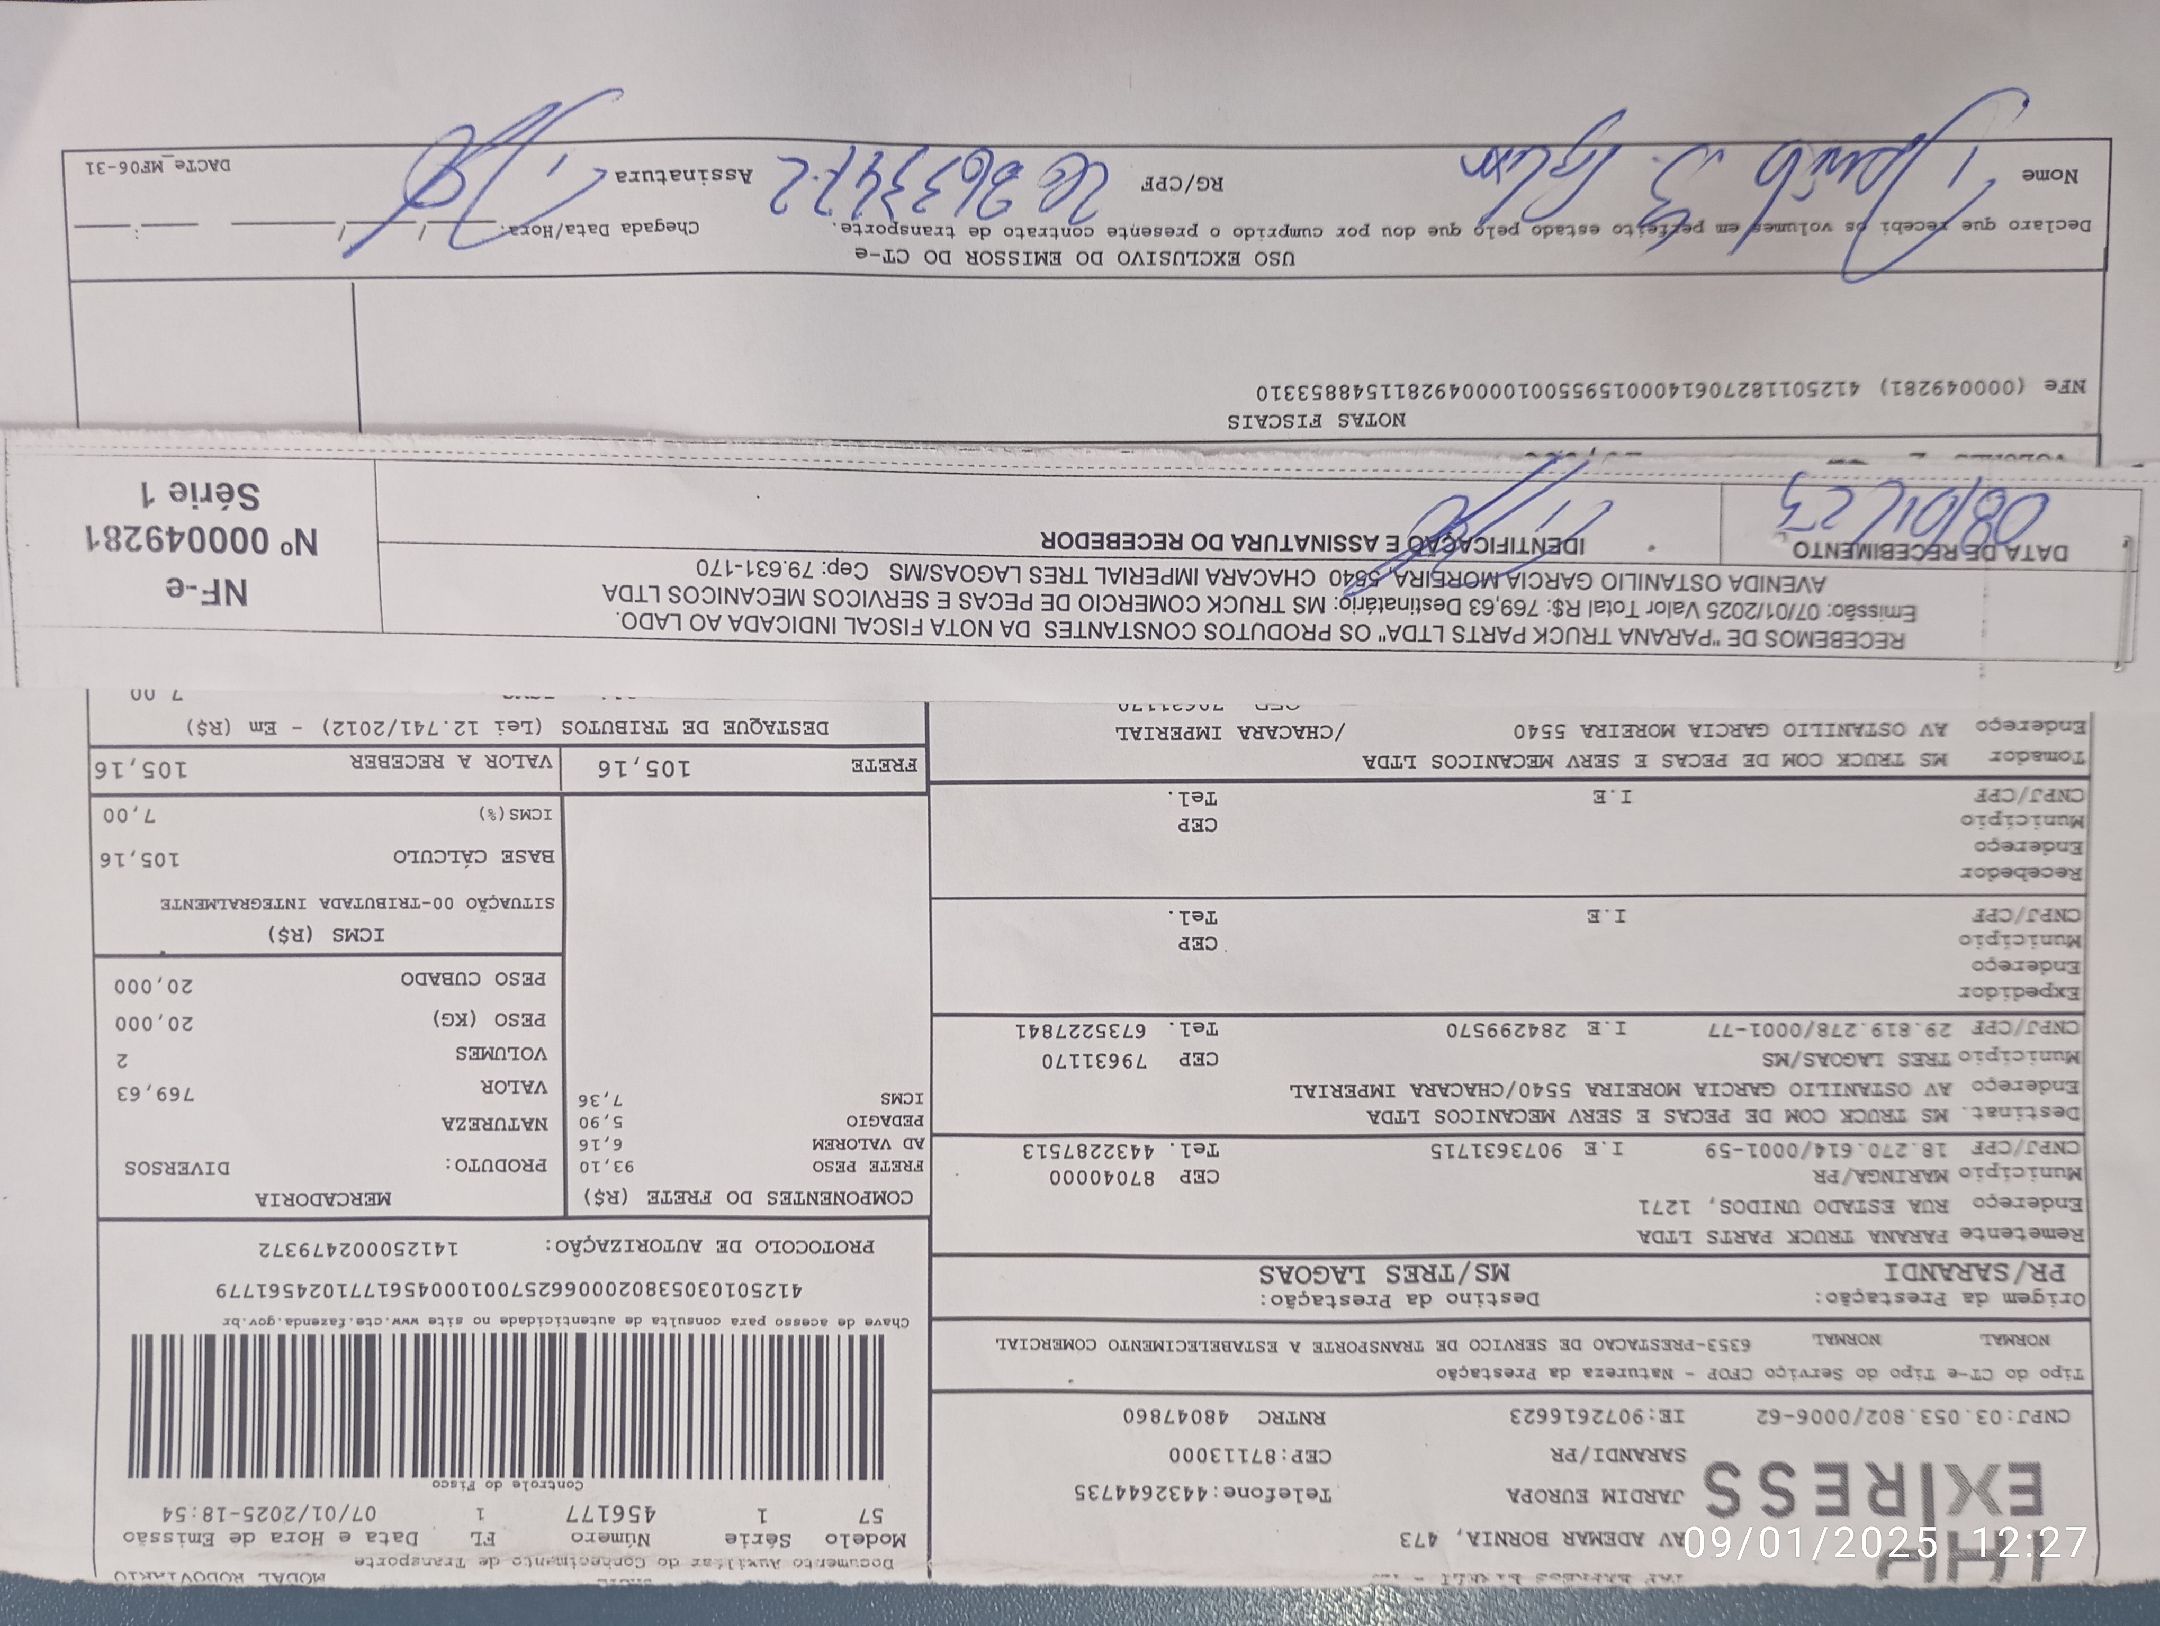 MODAL RODOVIARIO
Documento Auxiliar do Conhecimento de Transporte
AV ADEMAR BORNIA, 473
JARDIM EUROPA Telefone:4432644735
SARANDI/PR CEP:87113000
EXPRESS
CNPJ:03.053.802/0006-62 IE:9072616623 RNTRC 48047860
Modelo Série Número FL Data e Hora de Emissão
57 1 456177 1 07/01/2025-18:54
Controle do Fisco
Chave de acesso para consulta de autenticidade no site www.cte.fazenda.gov.br
41250103053802000662570010004561771024561779
PROTOCOLO DE AUTORIZAÇÃO: 141250002479372
Tipo do CT-e Tipo do Serviço CFOP - Natureza da Prestação
NORMAL NORMAL 6353-PRESTACAO DE SERVICO DE TRANSPORTE A ESTABELECIMENTO COMERCIAL
Origem da Prestação: Destino da Prestação:
PR/SARANDI MS/TRES LAGOAS
Remetente PARANA TRUCK PARTS LTDA
Endereço RUA ESTADO UNIDOS, 1271
Município MARINGA/PR CEP 87040000
CNPJ/CPF 18.270.614/0001-59 I.E 9073631715 Tel. 4432287513
Destinat. MS TRUCK COM DE PECAS E SERV MECANICOS LTDA
Endereço AV OSTANILIO GARCIA MOREIRA 5540/CHACARA IMPERIAL
Município TRES LAGOAS/MS CEP 79631170
CNPJ/CPF 29.819.278/0001-77 I.E 284299570 Tel. 6735227841
Expedidor
Endereço
Município CEP
CNPJ/CPF I.E Tel.
Recebedor
Endereço
Município CEP
CNPJ/CPF I.E Tel.
Tomador MS TRUCK COM DE PECAS E SERV MECANICOS LTDA
Endereço AV OSTANILIO GARCIA MOREIRA 5540 /CHACARA IMPERIAL
CEP 79631170
COMPONENTES DO FRETE (R$)
FRETE PESO 93,10
AD VALOREM 6,16
PEDAGIO 5,90
ICMS 7,36
MERCADORIA
PRODUTO: DIVERSOS
NATUREZA
VALOR 769,63
VOLUMES 2
PESO (KG) 20,000
PESO CUBADO 20,000
ICMS (R$)
SITUAÇÃO 00-TRIBUTADA INTEGRALMENTE
BASE CÁLCULO 105,16
ICMS(%) 7,00
FRETE 105,16
VALOR A RECEBER 105,16
DESTAQUE DE TRIBUTOS (Lei 12.741/2012) - Em (R$)
7 00
RECEBEMOS DE "PARANA TRUCK PARTS LTDA" OS PRODUTOS CONSTANTES DA NOTA FISCAL INDICADA AO LADO.
Emissão: 07/01/2025 Valor Total R$: 769,63 Destinatário: MS TRUCK COMERCIO DE PECAS E SERVICOS MECANICOS LTDA
AVENIDA OSTANILIO GARCIA MOREIRA, 5540 CHACARA IMPERIAL TRES LAGOAS/MS Cep: 79.631-170
DATA DE RECEBIMENTO
IDENTIFICAÇÃO E ASSINATURA DO RECEBEDOR
NF-e
Nº 000049281
Série 1
NOTAS FISCAIS
NFe (000049281) 41250118270614000159550010000492811548853310
USO EXCLUSIVO DO EMISSOR DO CT-e
Declaro que recebi os volumes em perfeito estado pelo que dou por cumprido o presente contrato de transporte.
Chegada Data/Hora: / / :
Nome RG/CPF Assinatura
DACTe_MF06-31
09/01/2025 12:27